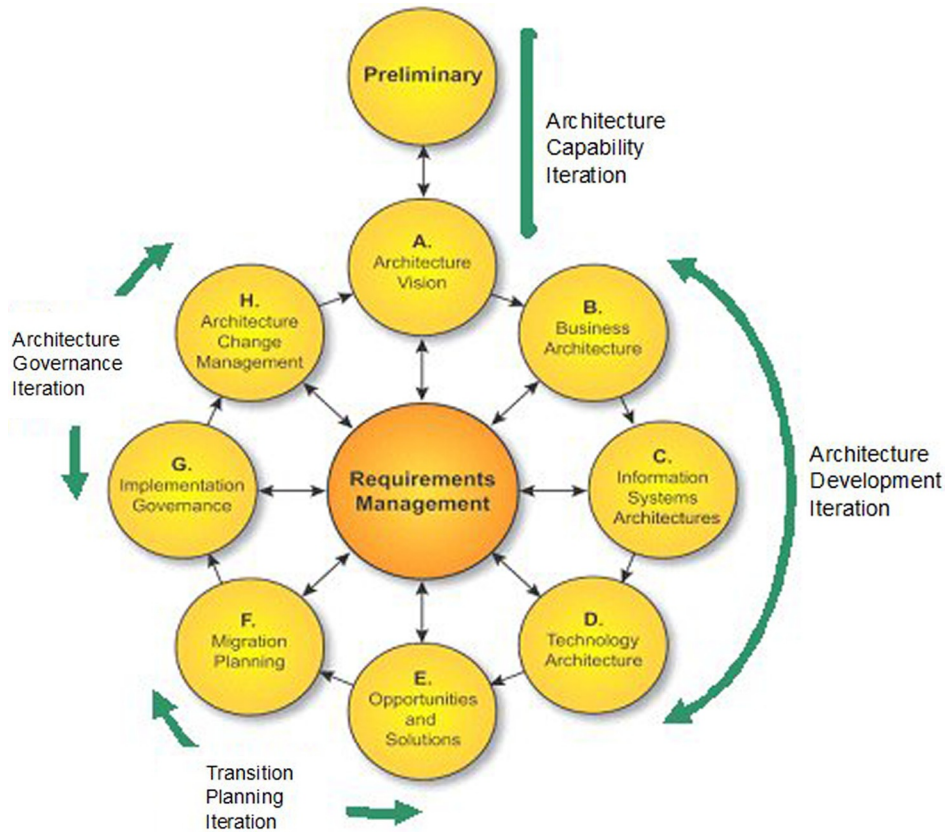 Preliminary
Architecture
Capability
Iteration
A.
Architecture
Vision
H.
Architecture
Change
Management
B.
Business
Architecture
Architecture
Governance
Iteration
G.
Implementation
Governance
Requirements
Management
C.
Information
Systems
Architectures
Architecture
Development
Iteration
F.
Migration
Planning
D.
Technology
Architecture
E.
Opportunities
and
Solutions
Transition
Planning
Iteration